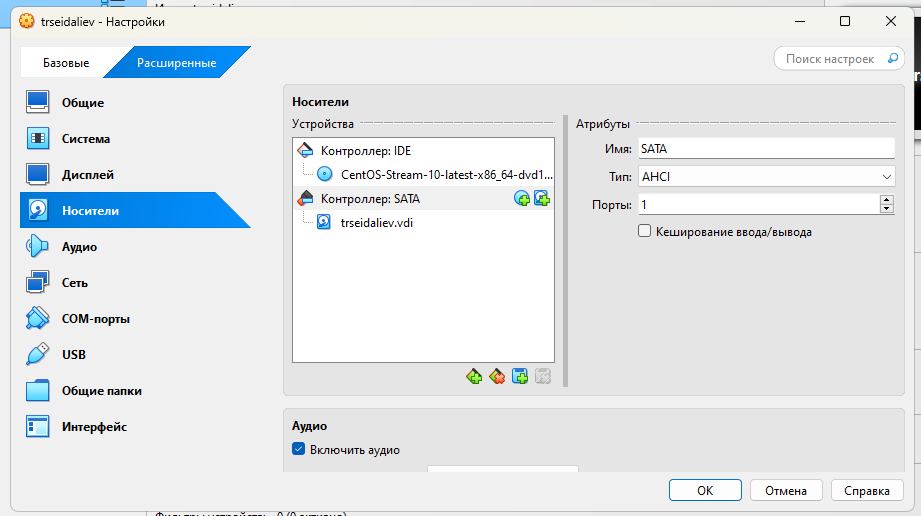 trseidaliev - Настройки
Базовые
Расширенные
Поиск настроек
Общие
Система
Дисплей
Носители
Аудио
Сеть
COM-порты
USB
Общие папки
Интерфейс
Носители
Устройства
Контроллер: IDE
CentOS-Stream-10-latest-x86_64-dvd1...
Контроллер: SATA
trseidaliev.vdi
Атрибуты
Имя: SATA
Тип: AHCI
Порты: 1
Кеширование ввода/вывода
Аудио
Включить аудио
OK
Отмена
Справка